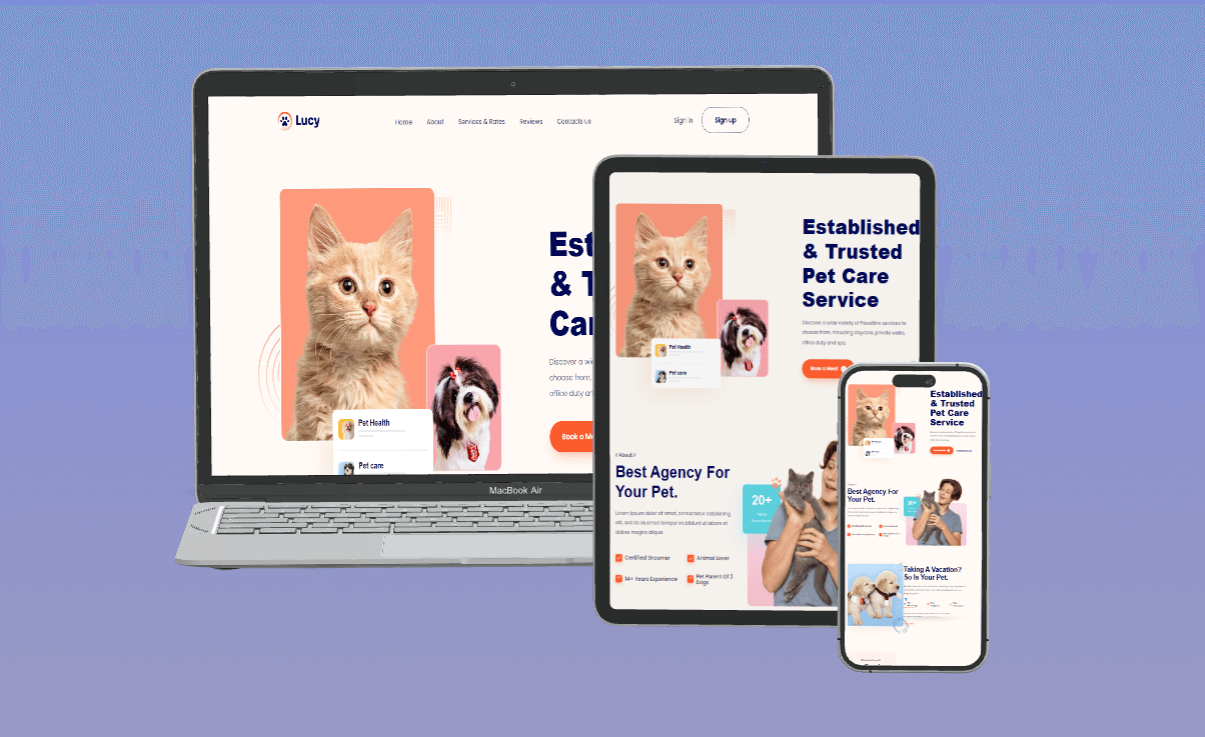 Lucy
Home About Services & Rates Reviews Contacts us
Sign in Sign up
Est
& T
Car
Discover a wi
choose from,
office duty an
Book a Me
Pet Health
Pet care
MacBook Air
Established
& Trusted
Pet Care
Service
Discover a wide variety of Pawsitive services to
choose from, including daycare, private walks,
office duty and spa
Book a Meet
Pet Health
Pet care
// About //
Best Agency For
Your Pet.
Lorem ipsum dolor sit amet, consectetur adipiscing
elit, sed do eiusmod tempor incididunt ut labore et
dolore magna aliqua
20+
Certified Groomer
Animal Lover
14+ Years Experience
Pet Parent Of 3
Dogs
Established
& Trusted
Pet Care
Service
Best Agency For
Your Pet.
20+
Taking A Vacation?
So Is Your Pet.